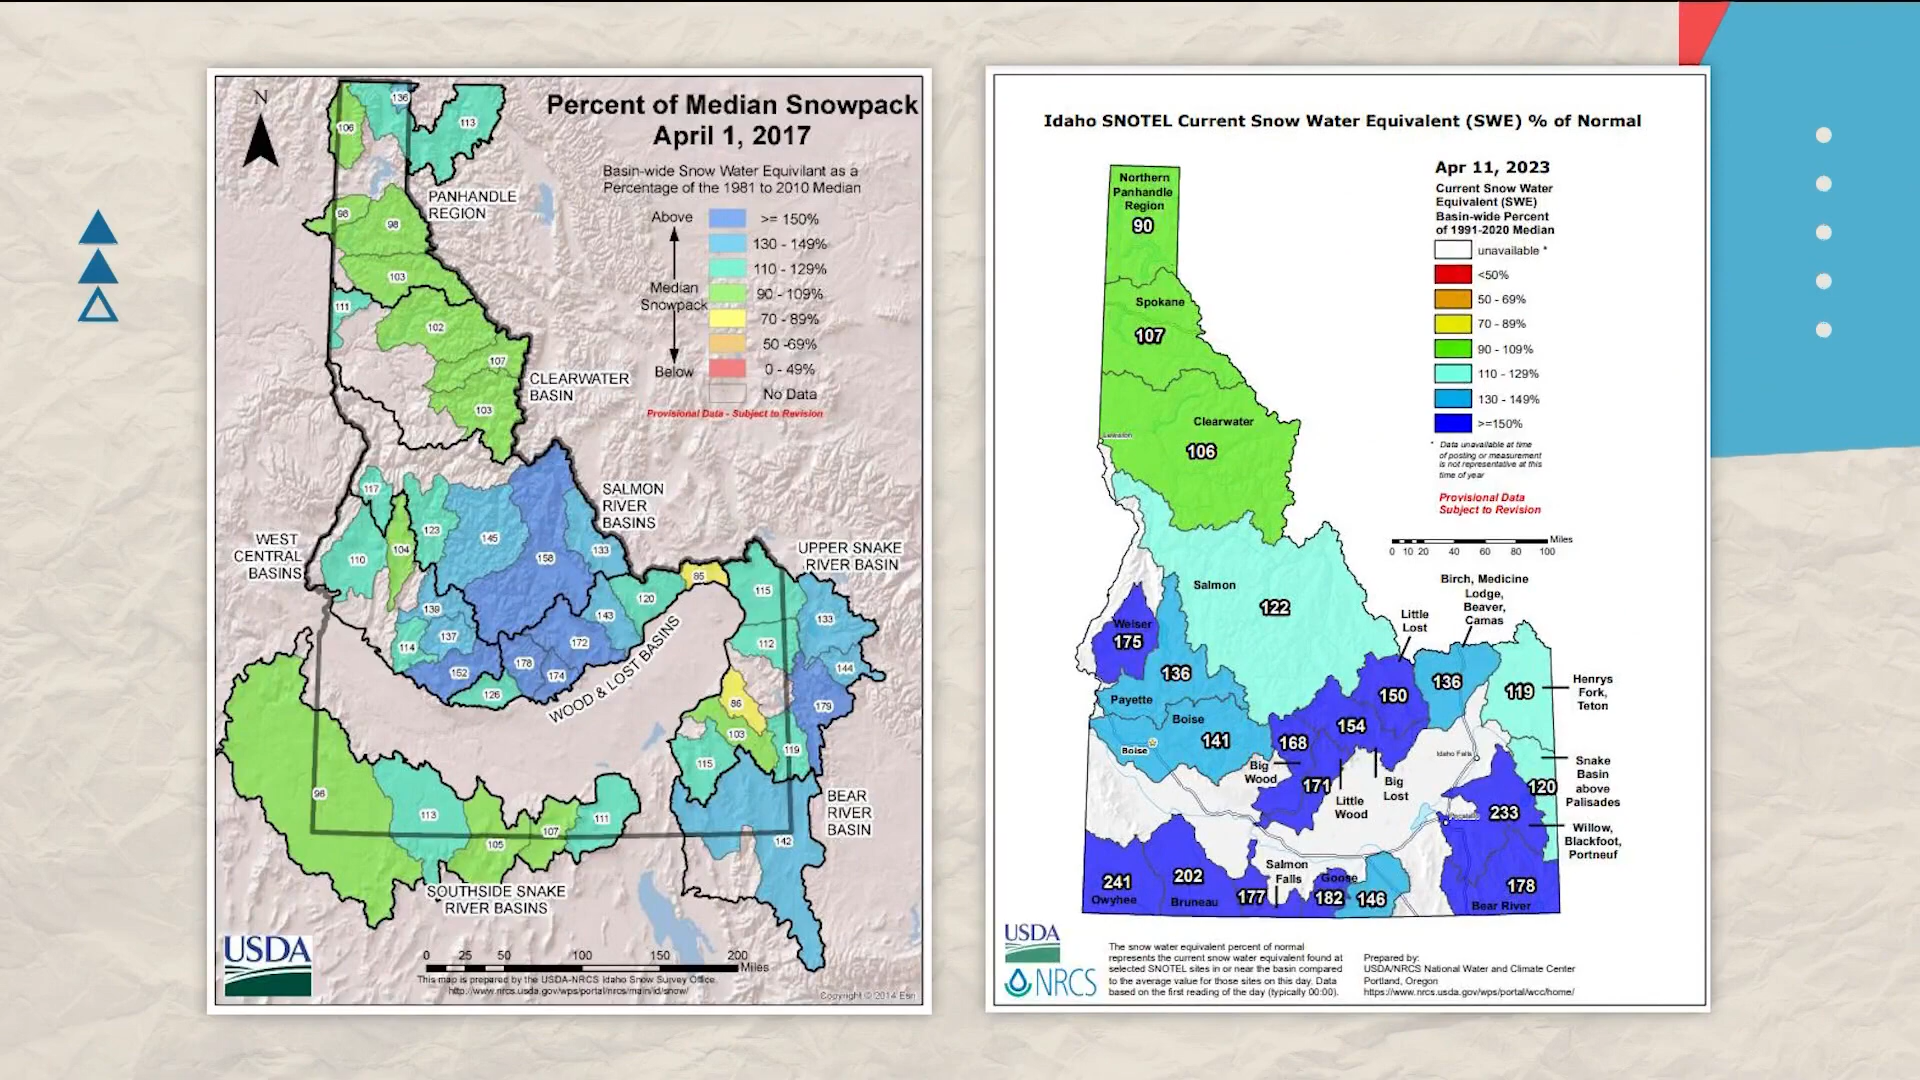 N
Percent of Median Snowpack
April 1, 2017
Basin-wide Snow Water Equivilant as a
Percentage of the 1981 to 2010 Median
Above
>= 150%
130 - 149%
110 - 129%
Median
Snowpack
90 - 109%
70 - 89%
50 -69%
Below
0 - 49%
No Data
Provisional Data - Subject to Revision
106
136
113
PANHANDLE
REGION
98
98
103
111
102
107
CLEARWATER
BASIN
103
117
SALMON
RIVER
BASINS
WEST
CENTRAL
BASINS
110
104
123
145
158
133
UPPER SNAKE
RIVER BASIN
85
115
120
143
139
133
137
114
172
112
144
152
178
174
126
WOOD & LOST BASINS
86
179
103
119
115
98
113
105
107
111
BEAR
RIVER
BASIN
142
SOUTHSIDE SNAKE
RIVER BASINS
USDA
0 25 50 100 150 200
Miles
This map is prepared by the USDA-NRCS Idaho Snow Survey Office.
http://www.nrcs.usda.gov/wps/portal/nrcs/main/id/snow/
Copyright © 2014 Esri
Idaho SNOTEL Current Snow Water Equivalent (SWE) % of Normal
Apr 11, 2023
Current Snow Water
Equivalent (SWE)
Basin-wide Percent
of 1991-2020 Median
unavailable *
<50%
50 - 69%
70 - 89%
90 - 109%
110 - 129%
130 - 149%
>=150%
* Data unavailable at time
of posting or measurement
is not representative at this
time of year
Provisional Data
Subject to Revision
Miles
0 10 20 40 60 80 100
Northern
Panhandle
Region
90
Spokane
107
Clearwater
106
Lewiston
Salmon
122
Weiser
175
136
Payette
Boise
141
Boise
Little
Lost
150
Birch, Medicine
Lodge,
Beaver,
Camas
136
119
Henrys
Fork,
Teton
154
168
Big
Wood
171
Little
Wood
Big
Lost
Idaho Falls
Snake
Basin
above
Palisades
120
233
Pocatello
Willow,
Blackfoot,
Portneuf
241
Owyhee
202
Bruneau
Salmon
Falls
177
Goose
182
146
178
Bear River
USDA
NRCS
The snow water equivalent percent of normal
represents the current snow water equivalent found at
selected SNOTEL sites in or near the basin compared
to the average value for those sites on this day. Data
based on the first reading of the day (typically 00:00).
Prepared by:
USDA/NRCS National Water and Climate Center
Portland, Oregon
https://www.nrcs.usda.gov/wps/portal/wcc/home/